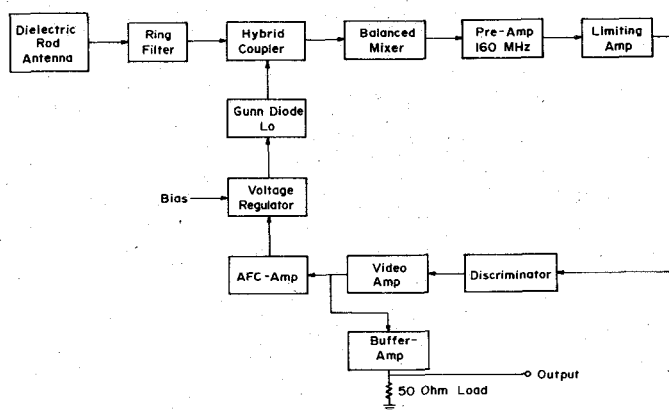 Dielectric
Rod
Antenna
Ring
Filter
Hybrid
Coupler
Balanced
Mixer
Pre-Amp
160 MHz
Limiting
Amp
Gunn Diode
Lo
Bias
Voltage
Regulator
AFC-Amp
Video
Amp
Discriminator
Buffer-
Amp
Output
50 Ohm Load